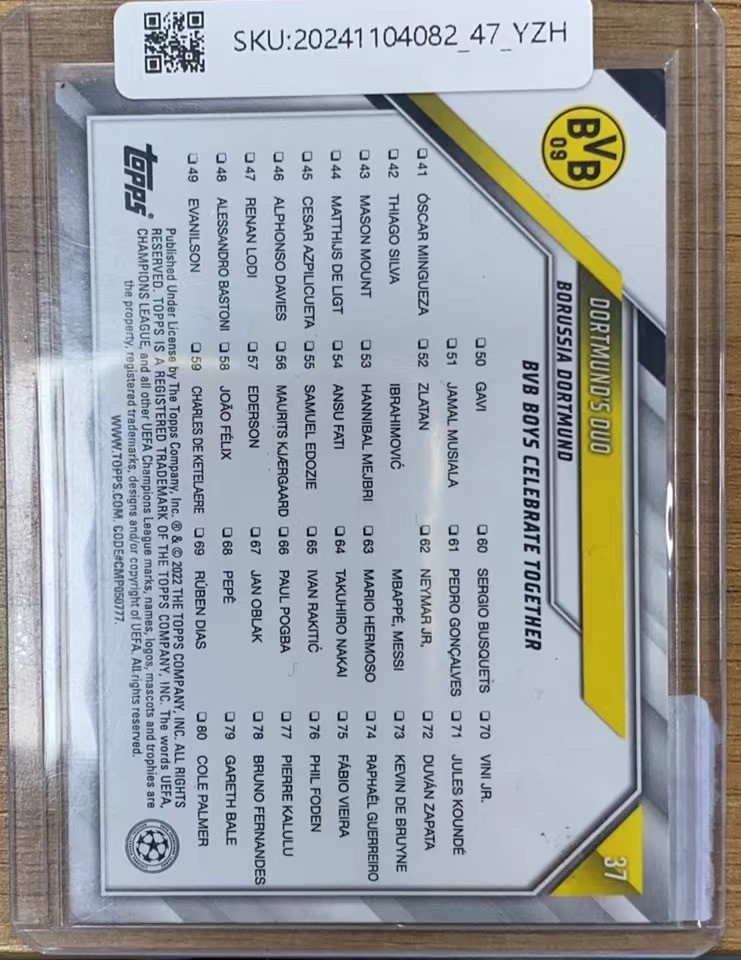 SKU:20241104082_47_YZH
BVB
09
DORTMUND'S DUO
BORUSSIA DORTMUND
37
BVB BOYS CELEBRATE TOGETHER
❏ 41 ÓSCAR MINGUEZA
❏ 42 THIAGO SILVA
❏ 43 MASON MOUNT
❏ 44 MATTHIJS DE LIGT
❏ 45 CESAR AZPILICUETA
❏ 46 ALPHONSO DAVIES
❏ 47 RENAN LODI
❏ 48 ALESSANDRO BASTONI
❏ 49 EVANILSON
❏ 50 GAVI
❏ 51 JAMAL MUSIALA
❏ 52 ZLATAN
IBRAHIMOVIĆ
❏ 53 HANNIBAL MEJBRI
❏ 54 ANSU FATI
❏ 55 SAMUEL EDOZIE
❏ 56 MAURITS KJÆRGAARD
❏ 57 EDERSON
❏ 58 JOÃO FÉLIX
❏ 59 CHARLES DE KETELAERE
❏ 60 SERGIO BUSQUETS
❏ 61 PEDRO GONÇALVES
❏ 62 NEYMAR JR,
MBAPPÉ, MESSI
❏ 63 MARIO HERMOSO
❏ 64 TAKUHIRO NAKAI
❏ 65 IVAN RAKITIĆ
❏ 66 PAUL POGBA
❏ 67 JAN OBLAK
❏ 68 PEPÊ
❏ 69 RÚBEN DIAS
❏ 70 VINI JR.
❏ 71 JULES KOUNDÉ
❏ 72 DUVÁN ZAPATA
❏ 73 KEVIN DE BRUYNE
❏ 74 RAPHAËL GUERREIRO
❏ 75 FÁBIO VIEIRA
❏ 76 PHIL FODEN
❏ 77 PIERRE KALULU
❏ 78 BRUNO FERNANDES
❏ 79 GARETH BALE
❏ 80 COLE PALMER
TOPPS®
Published Under License by The Topps Company, Inc. ® & © 2022 THE TOPPS COMPANY, INC. ALL RIGHTS
RESERVED. TOPPS IS A REGISTERED TRADEMARK OF THE TOPPS COMPANY, INC. The words UEFA,
CHAMPIONS LEAGUE, and all other UEFA Champions League marks, names, logos, mascots and trophies are
the property, registered trademarks, designs and/or copyright of UEFA. All rights reserved.
WWW.TOPPS.COM. CODE#CMP050777.